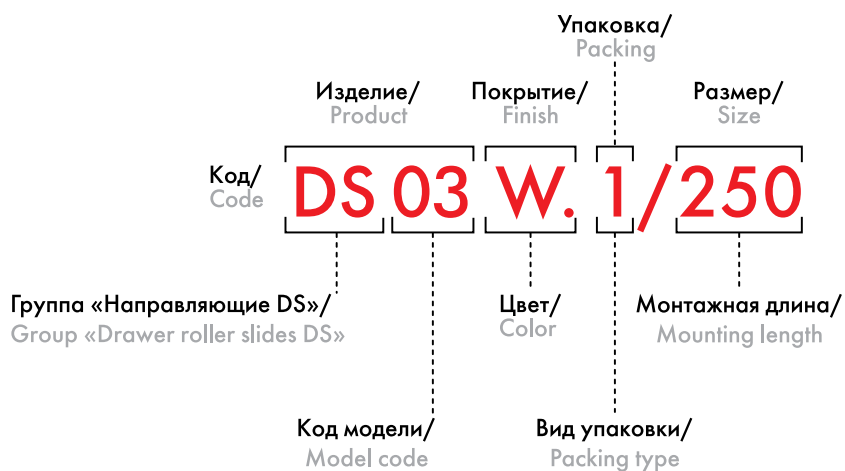 Упаковка/
Packing
Изделие/
Product
Покрытие/
Finish
Размер/
Size
Код/
Code
DS 03 W. 1/250
Группа «Направляющие DS»/
Group «Drawer roller slides DS»
Цвет/
Color
Монтажная длина/
Mounting length
Код модели/
Model code
Вид упаковки/
Packing type